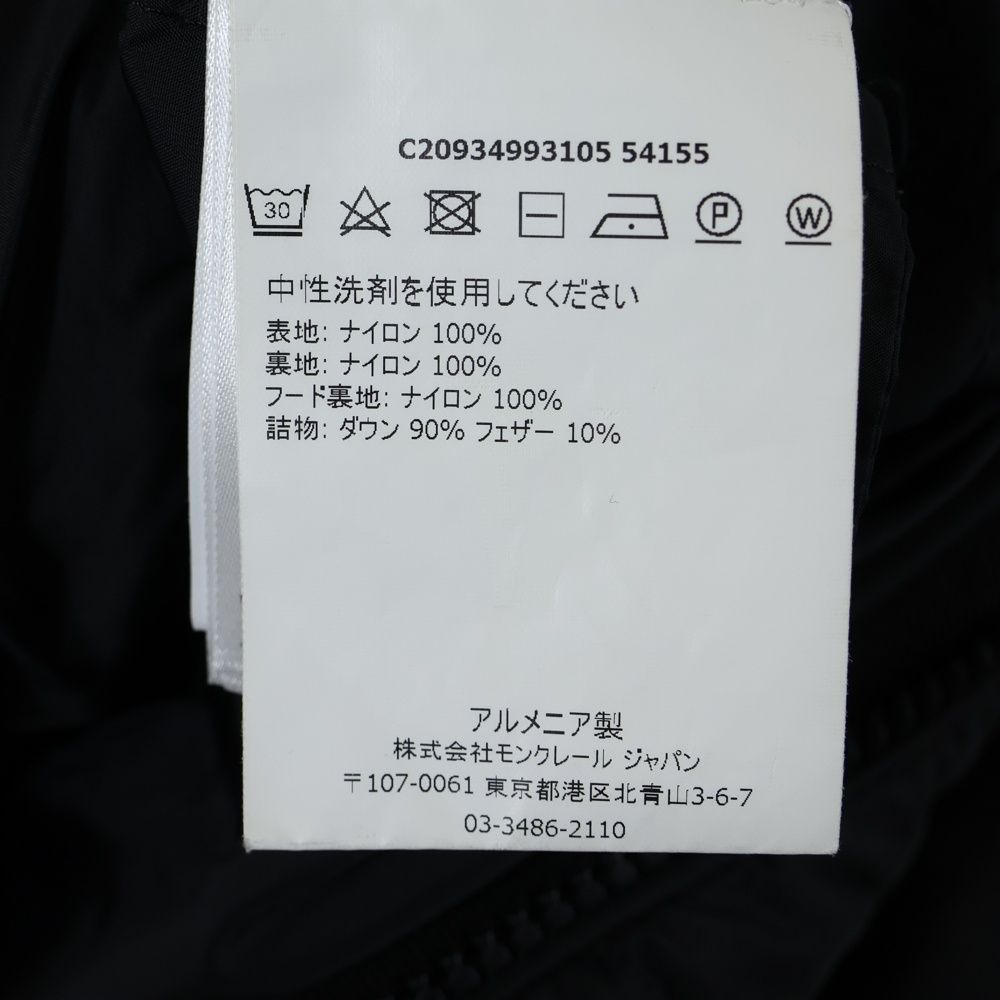 C20934993105 54155
30 P W
中性洗剤を使用してください
表地: ナイロン 100%
裏地: ナイロン 100%
フード裏地: ナイロン 100%
詰物: ダウン 90% フェザー 10%
アルメニア製
株式会社モンクレール ジャパン
〒107-0061 東京都港区北青山3-6-7
03-3486-2110